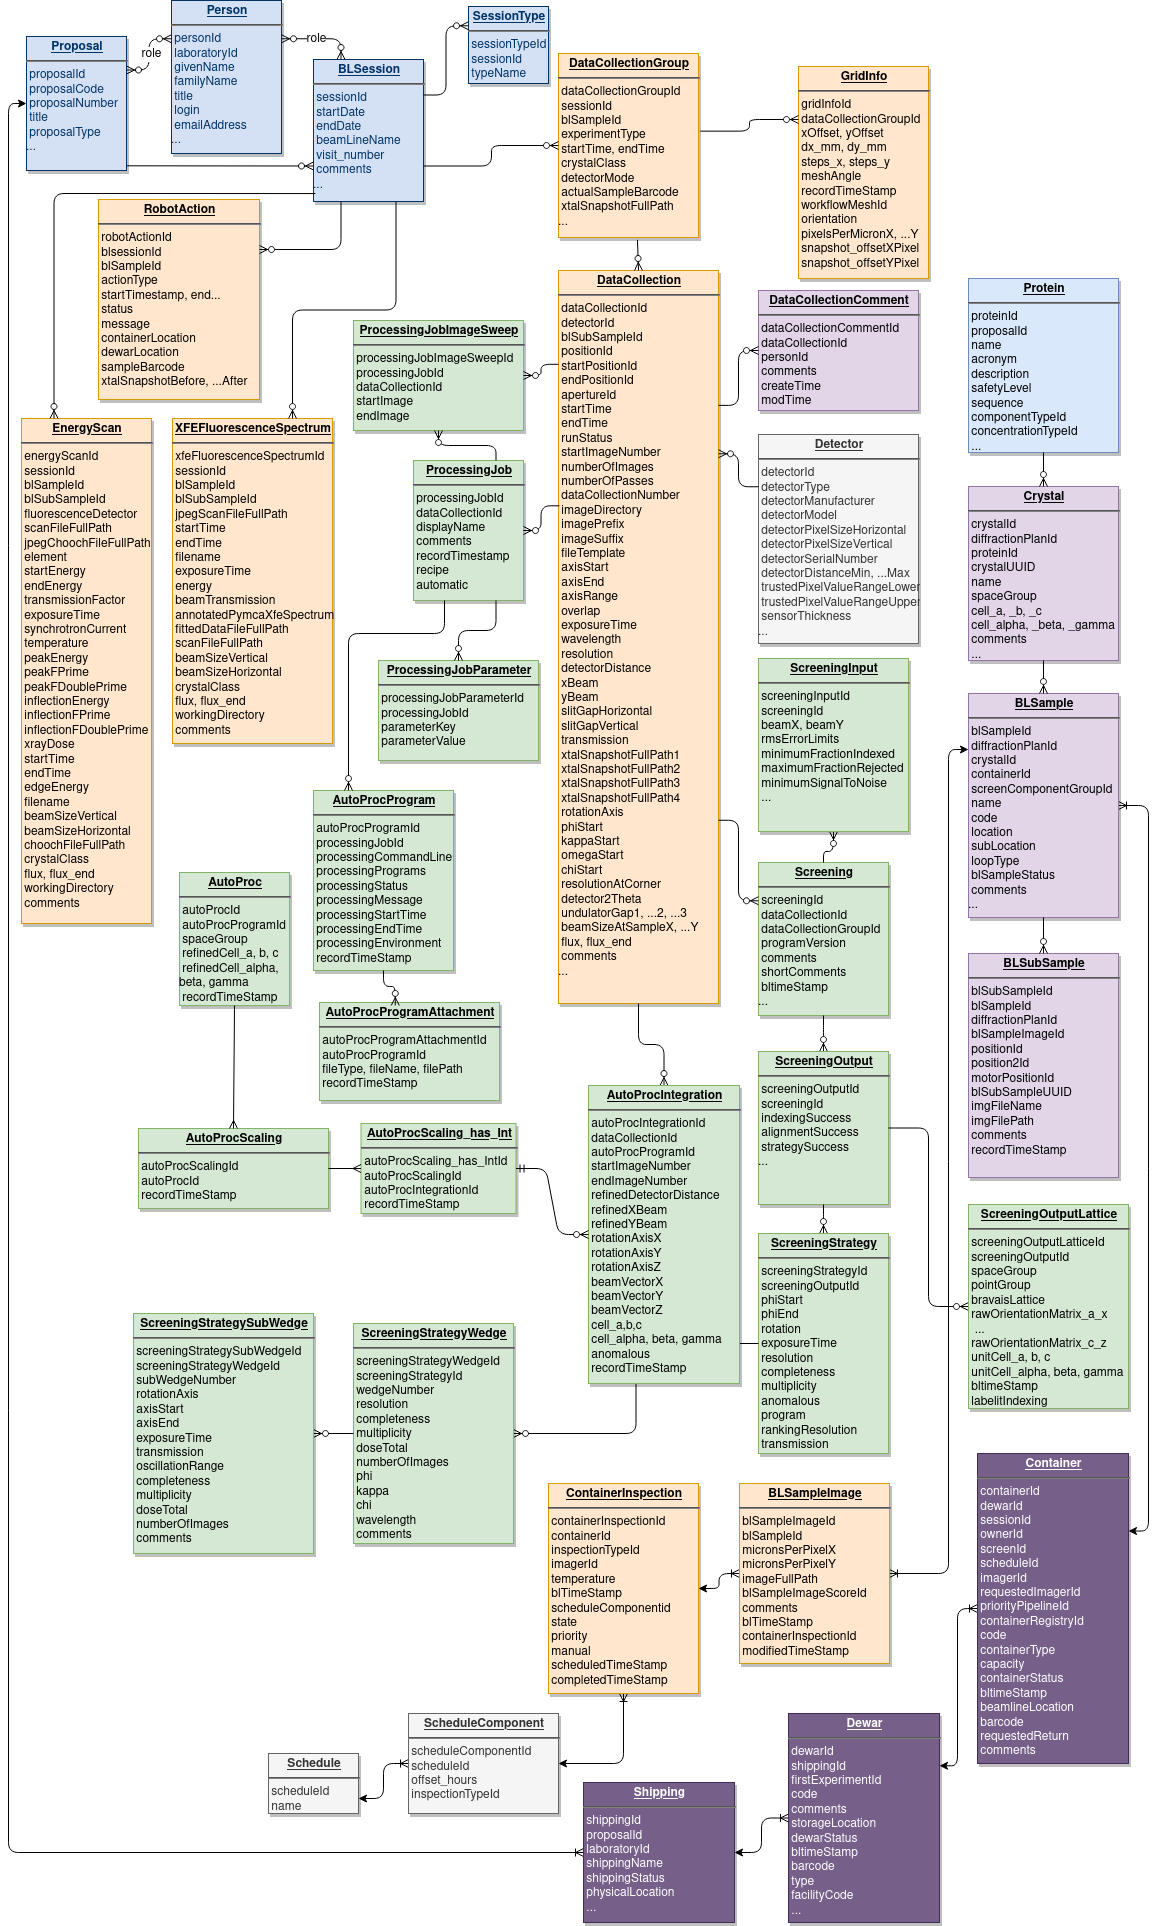 Person
personId
laboratoryId
givenName
familyName
title
login
emailAddress
...
Proposal
proposalId
proposalCode
proposalNumber
title
proposalType
...
role
role
SessionType
sessionTypeId
sessionId
typeName
BLSession
sessionId
startDate
endDate
beamLineName
visit_number
comments
...
DataCollectionGroup
dataCollectionGroupId
sessionId
blSampleId
experimentType
startTime, endTime
crystalClass
detectorMode
actualSampleBarcode
xtalSnapshotFullPath
...
GridInfo
gridInfoId
dataCollectionGroupId
xOffset, yOffset
dx_mm, dy_mm
steps_x, steps_y
meshAngle
recordTimeStamp
workflowMeshId
orientation
pixelsPerMicronX, ...Y
snapshot_offsetXPixel
snapshot_offsetYPixel
RobotAction
robotActionId
blsessionId
blSampleId
actionType
startTimestamp, end...
status
message
containerLocation
dewarLocation
sampleBarcode
xtalSnapshotBefore, ...After
DataCollection
dataCollectionId
detectorId
blSubSampleId
positionId
startPositionId
endPositionId
apertureId
startTime
endTime
runStatus
startImageNumber
numberOfImages
numberOfPasses
dataCollectionNumber
imageDirectory
imagePrefix
imageSuffix
fileTemplate
axisStart
axisEnd
axisRange
overlap
exposureTime
wavelength
resolution
detectorDistance
xBeam
yBeam
slitGapHorizontal
slitGapVertical
transmission
xtalSnapshotFullPath1
xtalSnapshotFullPath2
xtalSnapshotFullPath3
xtalSnapshotFullPath4
rotationAxis
phiStart
kappaStart
omegaStart
chiStart
resolutionAtCorner
detector2Theta
undulatorGap1, ...2, ...3
beamSizeAtSampleX, ...Y
flux, flux_end
comments
...
DataCollectionComment
dataCollectionCommentId
dataCollectionId
personId
comments
createTime
modTime
Protein
proteinId
proposalId
name
acronym
description
safetyLevel
sequence
componentTypeId
concentrationTypeId
...
ProcessingJobImageSweep
processingJobImageSweepId
processingJobId
dataCollectionId
startImage
endImage
EnergyScan
energyScanId
sessionId
blSampleId
blSubSampleId
fluorescenceDetector
scanFileFullPath
jpegChoochFileFullPath
element
startEnergy
endEnergy
transmissionFactor
exposureTime
synchrotronCurrent
temperature
peakEnergy
peakFPrime
peakFDoublePrime
inflectionEnergy
inflectionFPrime
inflectionFDoublePrime
xrayDose
startTime
endTime
edgeEnergy
filename
beamSizeVertical
beamSizeHorizontal
choochFileFullPath
crystalClass
flux, flux_end
workingDirectory
comments
XFEFluorescenceSpectrum
xfeFluorescenceSpectrumId
sessionId
blSampleId
blSubSampleId
jpegScanFileFullPath
startTime
endTime
filename
exposureTime
energy
beamTransmission
annotatedPymcaXfeSpectrum
fittedDataFileFullPath
scanFileFullPath
beamSizeVertical
beamSizeHorizontal
crystalClass
flux, flux_end
workingDirectory
comments
ProcessingJob
processingJobId
dataCollectionId
displayName
comments
recordTimestamp
recipe
automatic
Detector
detectorId
detectorType
detectorManufacturer
detectorModel
detectorPixelSizeHorizontal
detectorPixelSizeVertical
detectorSerialNumber
detectorDistanceMin, ...Max
trustedPixelValueRangeLower
trustedPixelValueRangeUpper
sensorThickness
...
Crystal
crystalId
diffractionPlanId
proteinId
crystalUUID
name
spaceGroup
cell_a, _b, _c
cell_alpha, _beta, _gamma
comments
...
ProcessingJobParameter
processingJobParameterId
processingJobId
parameterKey
parameterValue
ScreeningInput
screeningInputId
screeningId
beamX, beamY
rmsErrorLimits
minimumFractionIndexed
maximumFractionRejected
minimumSignalToNoise
...
BLSample
blSampleId
diffractionPlanId
crystalId
containerId
screenComponentGroupId
name
code
location
subLocation
loopType
blSampleStatus
comments
...
AutoProcProgram
autoProcProgramId
processingJobId
processingCommandLine
processingPrograms
processingStatus
processingMessage
processingStartTime
processingEndTime
processingEnvironment
recordTimeStamp
AutoProc
autoProcId
autoProcProgramId
spaceGroup
refinedCell_a, b, c
refinedCell_alpha,
beta, gamma
recordTimeStamp
Screening
screeningId
dataCollectionId
dataCollectionGroupId
programVersion
comments
shortComments
bltimeStamp
...
BLSubSample
blSubSampleId
blSampleId
diffractionPlanId
blSampleImageId
positionId
position2Id
motorPositionId
blSubSampleUUID
imgFileName
imgFilePath
comments
recordTimeStamp
AutoProcProgramAttachment
autoProcProgramAttachmentId
autoProcProgramId
fileType, fileName, filePath
recordTimeStamp
ScreeningOutput
screeningOutputId
screeningId
indexingSuccess
alignmentSuccess
strategySuccess
...
AutoProcIntegration
autoProcIntegrationId
dataCollectionId
autoProcProgramId
startImageNumber
endImageNumber
refinedDetectorDistance
refinedXBeam
refinedYBeam
rotationAxisX
rotationAxisY
rotationAxisZ
beamVectorX
beamVectorY
beamVectorZ
cell_a,b,c
cell_alpha, beta, gamma
anomalous
recordTimeStamp
AutoProcScaling
autoProcScalingId
autoProcId
recordTimeStamp
AutoProcScaling_has_Int
autoProcScaling_has_IntId
autoProcScalingId
autoProcIntegrationId
recordTimeStamp
ScreeningOutputLattice
screeningOutputLatticeId
screeningOutputId
spaceGroup
pointGroup
bravaisLattice
rawOrientationMatrix_a_x
...
rawOrientationMatrix_c_z
unitCell_a, b, c
unitCell_alpha, beta, gamma
bltimeStamp
labelitIndexing
ScreeningStrategy
screeningStrategyId
screeningOutputId
phiStart
phiEnd
rotation
exposureTime
resolution
completeness
multiplicity
anomalous
program
rankingResolution
transmission
ScreeningStrategySubWedge
screeningStrategySubWedgeId
screeningStrategyWedgeId
subWedgeNumber
rotationAxis
axisStart
axisEnd
exposureTime
transmission
oscillationRange
completeness
multiplicity
doseTotal
numberOfImages
comments
ScreeningStrategyWedge
screeningStrategyWedgeId
screeningStrategyId
wedgeNumber
resolution
completeness
multiplicity
doseTotal
numberOfImages
phi
kappa
chi
wavelength
comments
Container
containerId
dewarId
sessionId
ownerId
screenId
scheduleId
imagerId
requestedImagerId
priorityPipelineId
containerRegistryId
code
containerType
capacity
containerStatus
bltimeStamp
beamlineLocation
barcode
requestedReturn
comments
ContainerInspection
containerInspectionId
containerId
inspectionTypeId
imagerId
temperature
blTimeStamp
scheduleComponentid
state
priority
manual
scheduledTimeStamp
completedTimeStamp
BLSampleImage
blSampleImageId
blSampleId
micronsPerPixelX
micronsPerPixelY
imageFullPath
blSampleImageScoreId
comments
blTimeStamp
containerInspectionId
modifiedTimeStamp
ScheduleComponent
scheduleComponentId
scheduleId
offset_hours
inspectionTypeId
Schedule
scheduleId
name
Dewar
dewarId
shippingId
firstExperimentId
code
comments
storageLocation
dewarStatus
bltimeStamp
barcode
type
facilityCode
...
Shipping
shippingId
proposalId
laboratoryId
shippingName
shippingStatus
physicalLocation
...